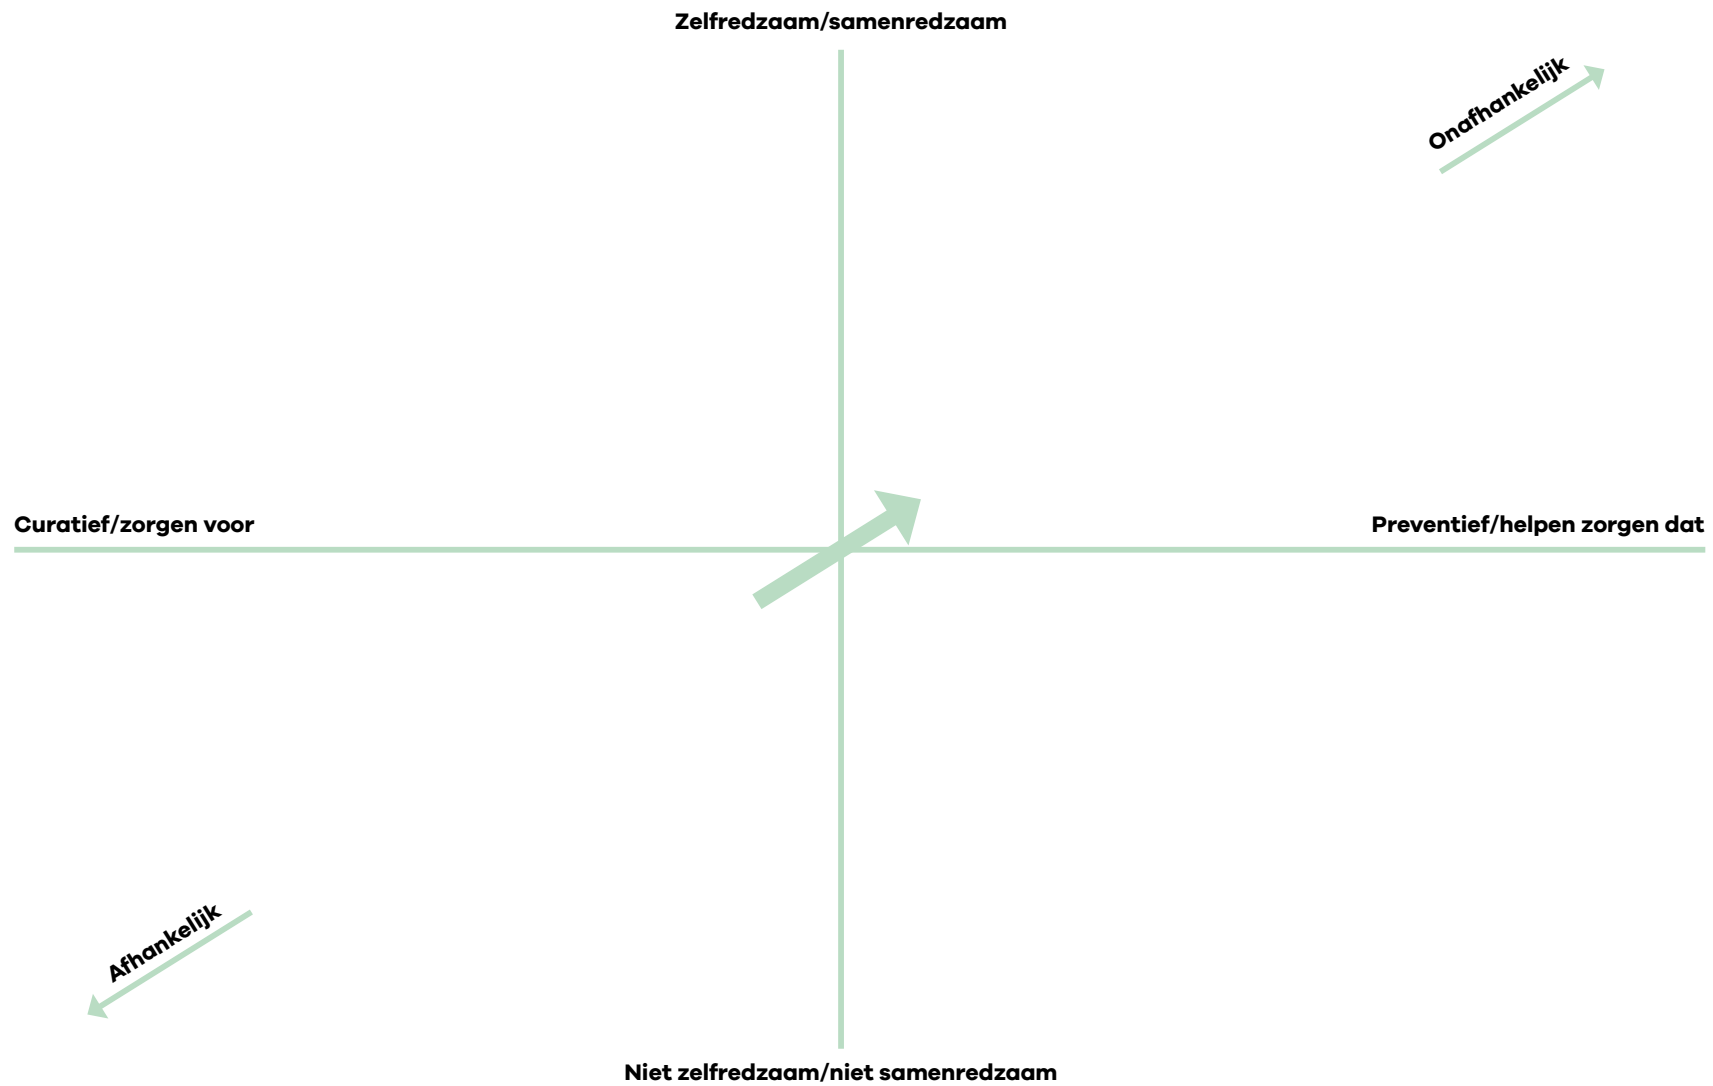 Zelfredzaam/samenredzaam
Onafhankelijk
Curatief/zorgen voor
Preventief/helpen zorgen dat
Afhankelijk
Niet zelfredzaam/niet samenredzaam